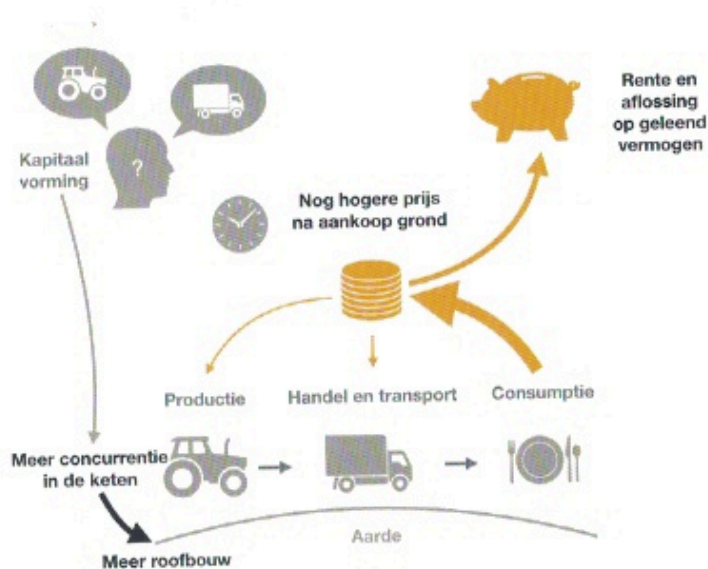 Rente en
aflossing
op geleend
vermogen
Kapitaal
vorming
?
Nog hogere prijs
na aankoop grond
Productie
Handel en transport
Consumptie
Meer concurrentie
in de keten
Aarde
Meer roofbouw